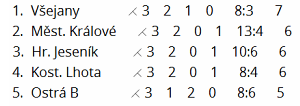 1. Všejany 3 2 1 0 8:3 7
2. Měst. Králové 3 2 0 1 13:4 6
3. Hr. Jeseník 3 2 0 1 10:6 6
4. Kost. Lhota 3 2 0 1 8:4 6
5. Ostrá B 3 1 2 0 8:6 5